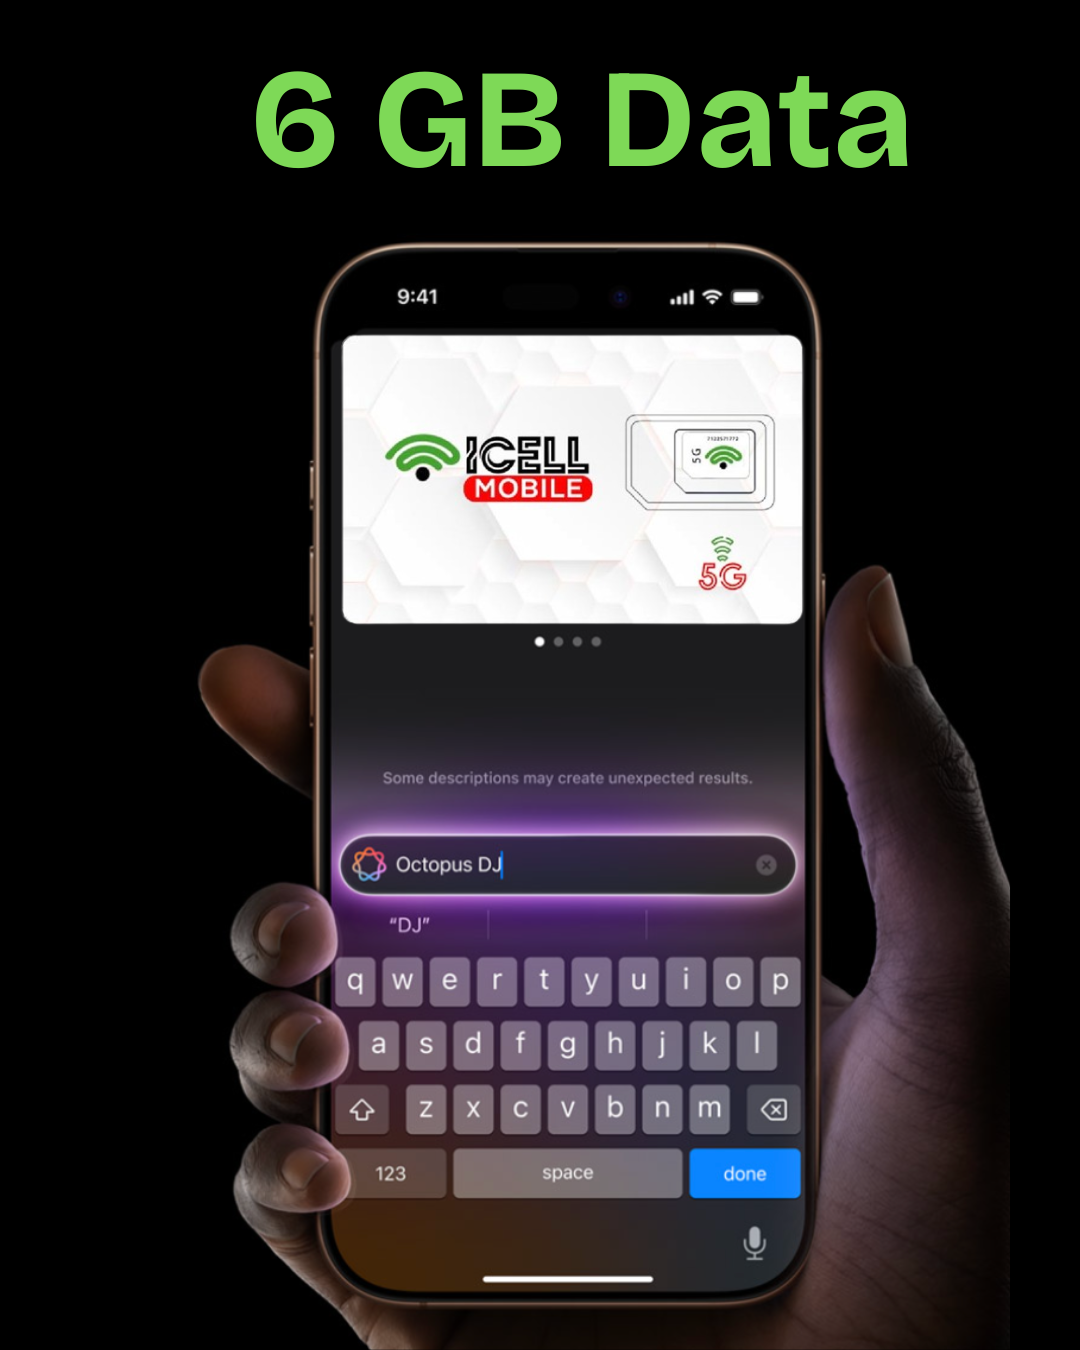 6 GB Data
9:41
ICELL
MOBILE
5G
5G
Some descriptions may create unexpected results.
Octopus DJ
“DJ”
q w e r t y u i o p
a s d f g h j k l
z x c v b n m
123 space done